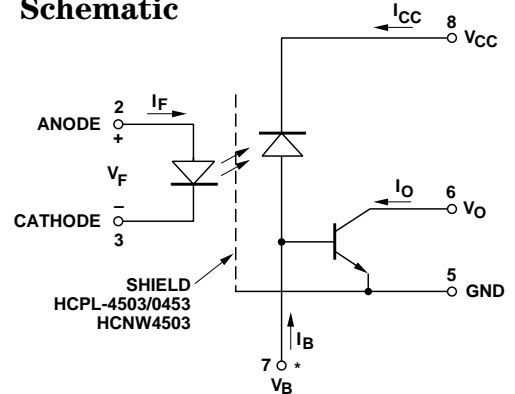 Schematic
ICC
8
VCC
2
IF
ANODE
+
VF
IO
6
VO
–
CATHODE
3
SHIELD
HCPL-4503/0453
HCNW4503
5
GND
IB
7
*
VB